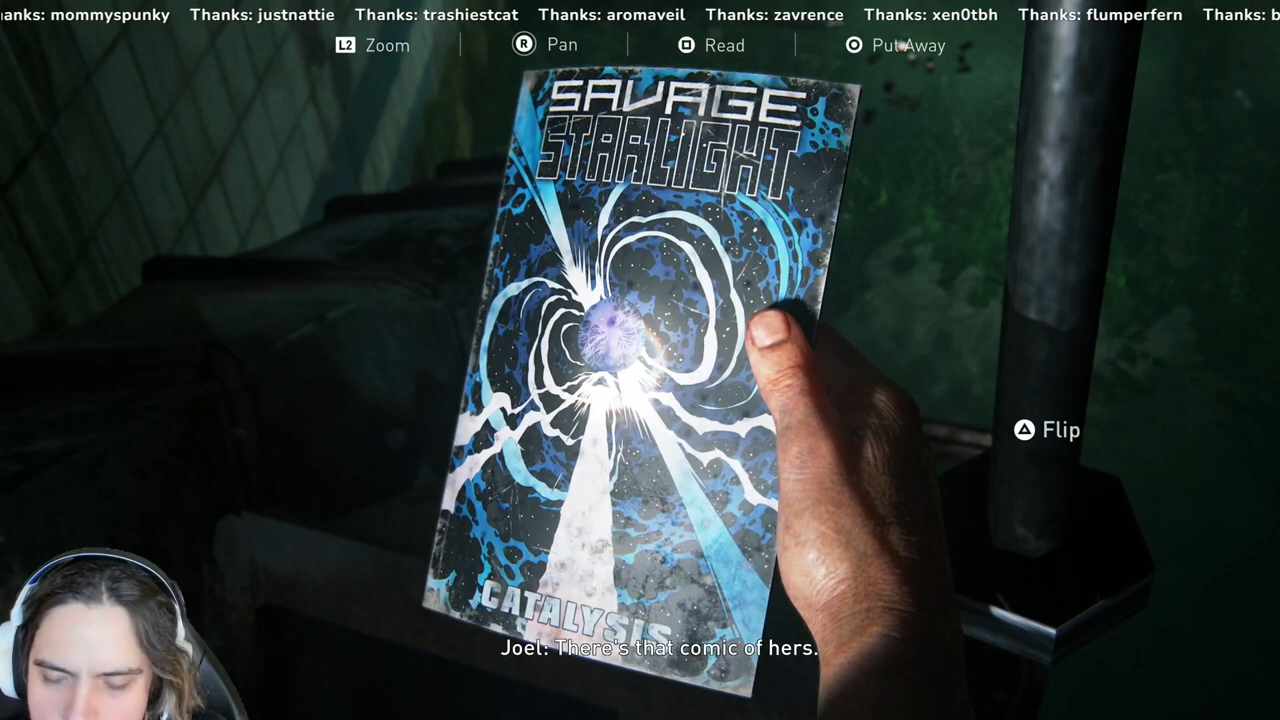 anks: mommyspunky Thanks: justnattie Thanks: trashiestcat Thanks: aromaveil Thanks: zavrence Thanks: xen0tbh Thanks: flumperfern Thanks: b
L2 Zoom R Pan Read Put Away
SAVAGE
STARLIGHT
Flip
CATALYSIS
Joel: There's that comic of hers.